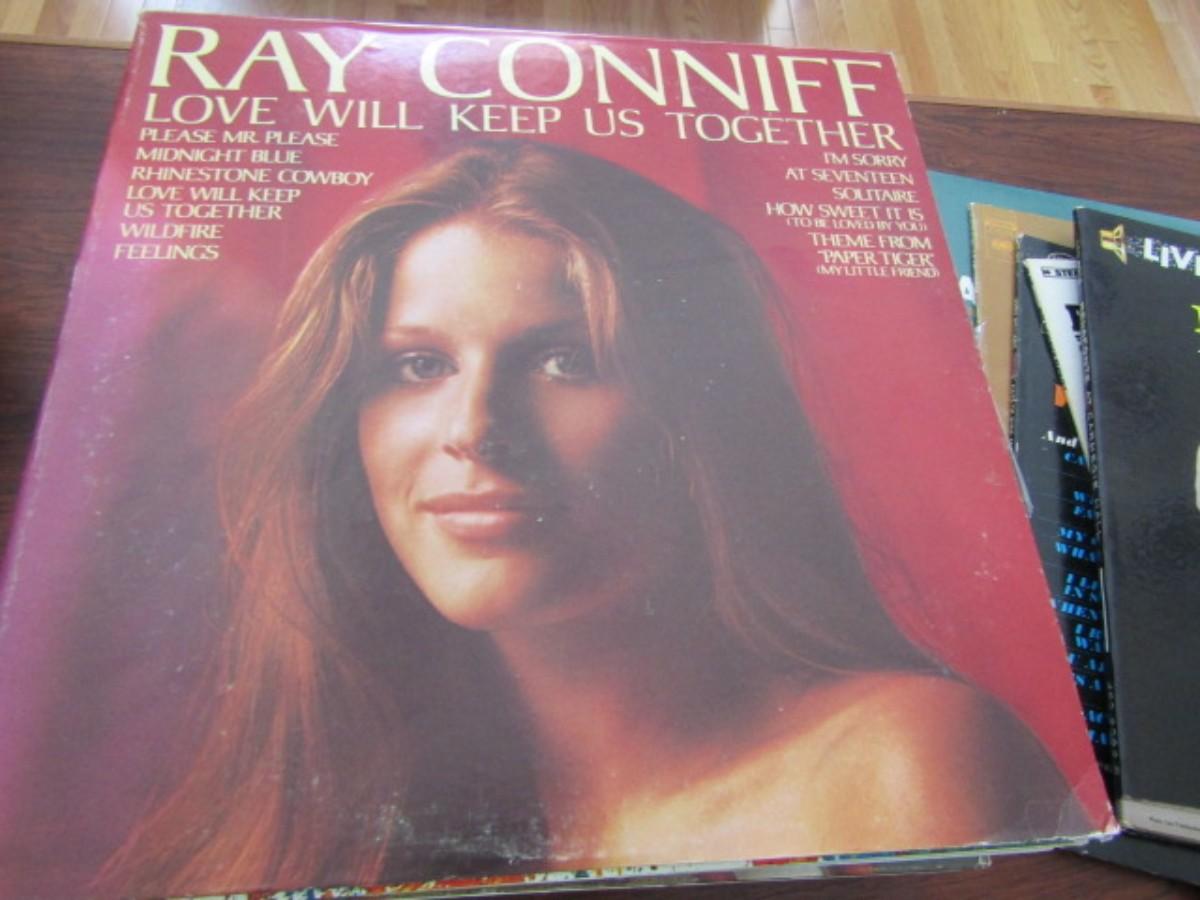 RAY CONNIFF
LOVE WILL KEEP US TOGETHER
PLEASE MR. PLEASE
MIDNIGHT BLUE
RHINESTONE COWBOY
LOVE WILL KEEP
US TOGETHER
WILDFIRE
FEELINGS
I'M SORRY
AT SEVENTEEN
SOLITAIRE
HOW SWEET IT IS
(TO BE LOVED BY YOU)
THEME FROM
"PAPER TIGER"
(MY LITTLE FRIEND)
And